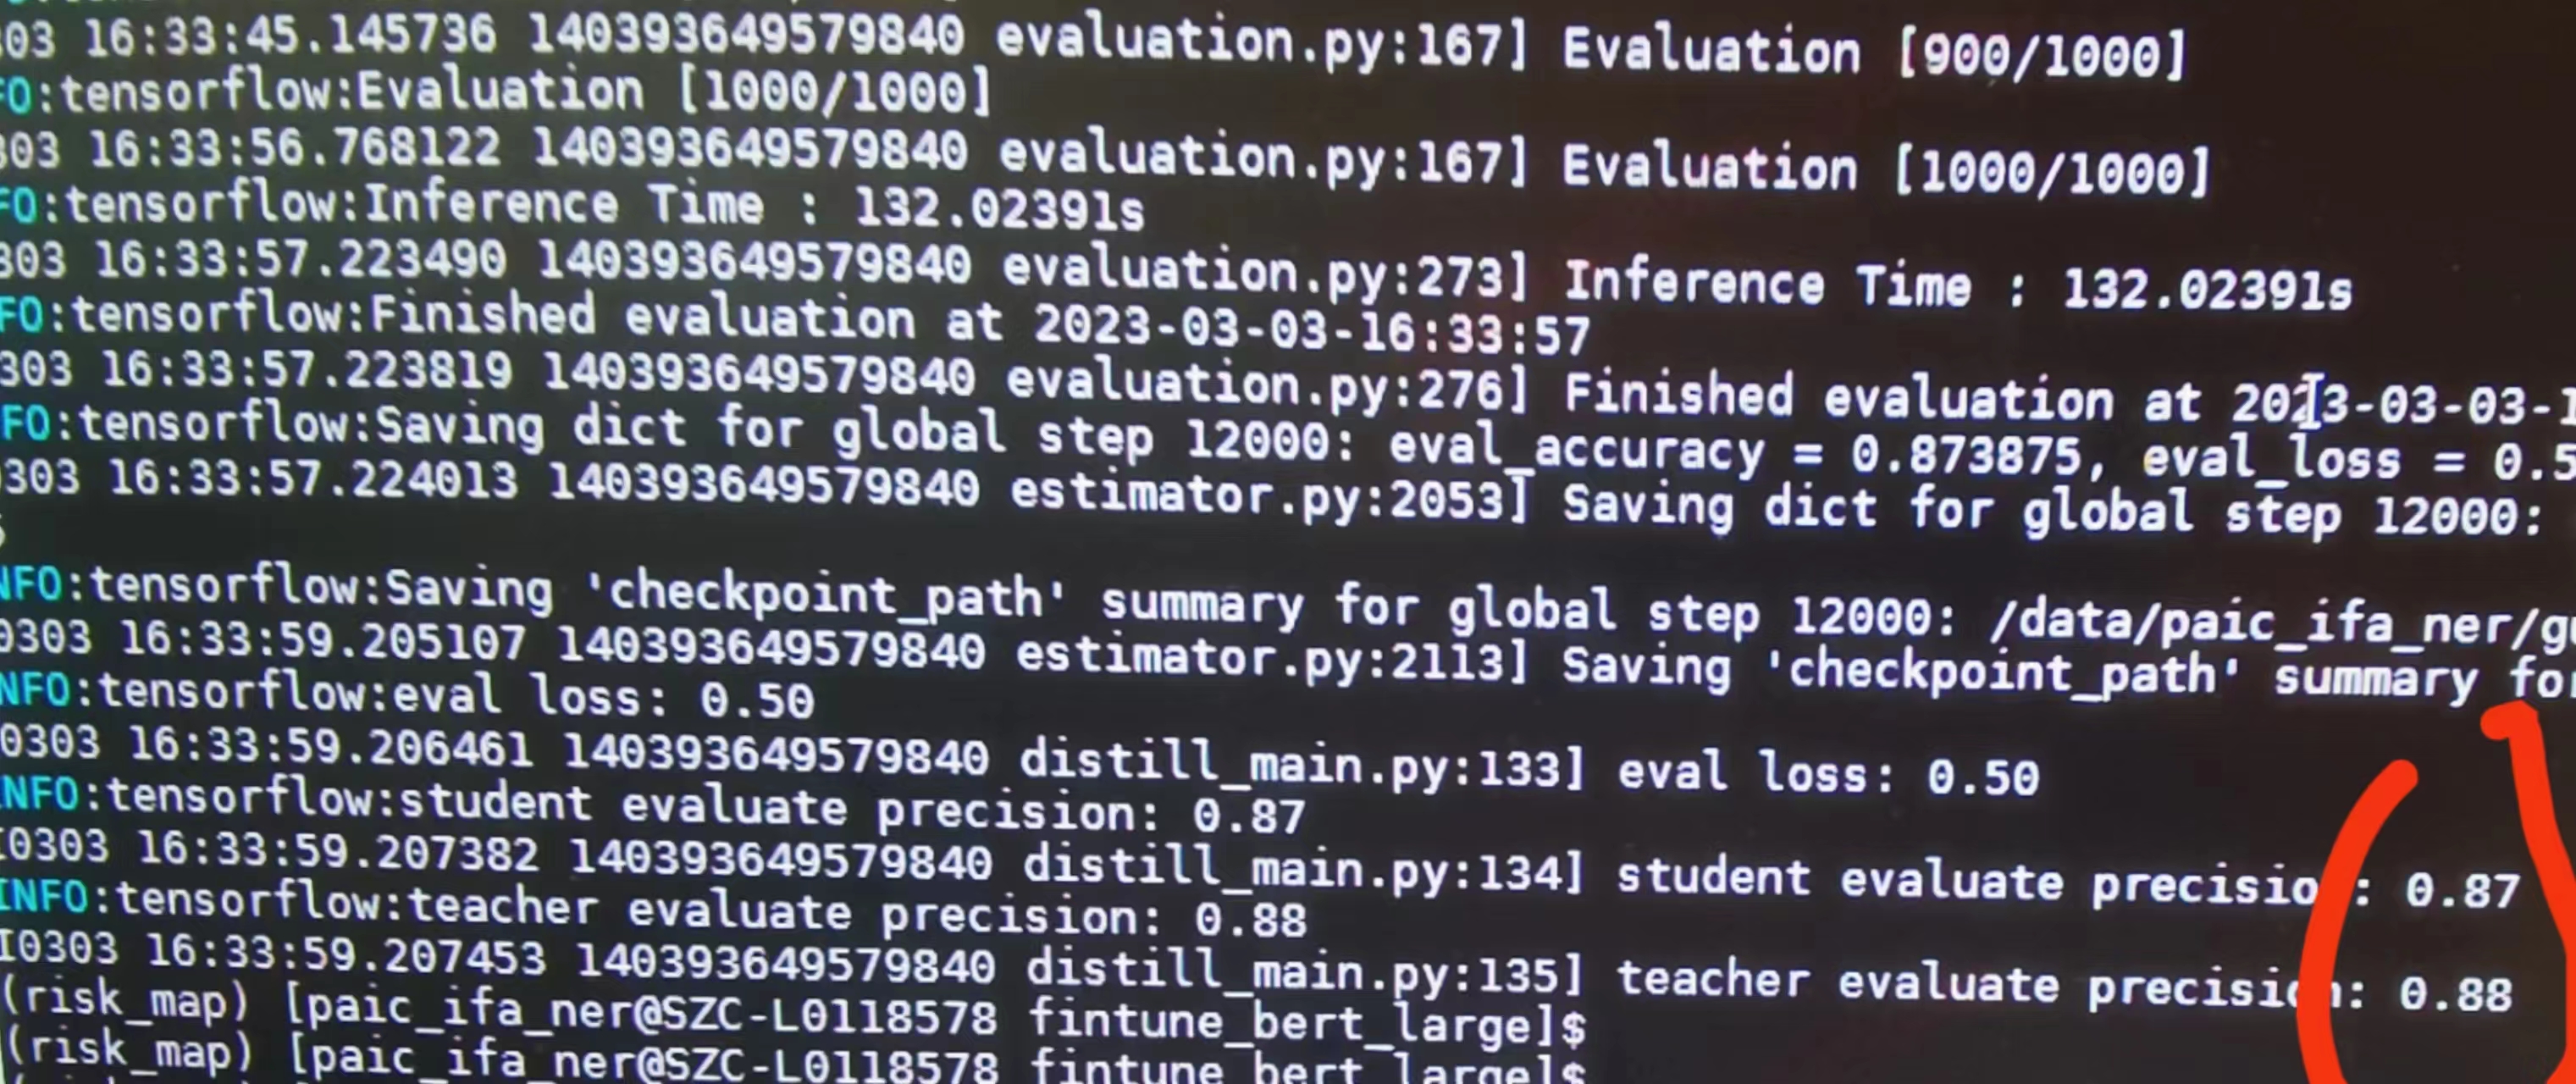 03 16:33:45.145736 140393649579840 evaluation.py:167] Evaluation [900/1000]
FO:tensorflow:Evaluation [1000/1000]
303 16:33:56.768122 140393649579840 evaluation.py:167] Evaluation [1000/1000]
FO:tensorflow:Inference Time : 132.02391s
303 16:33:57.223490 140393649579840 evaluation.py:273] Inference Time : 132.02391s
FO:tensorflow:Finished evaluation at 2023-03-03-16:33:57
303 16:33:57.223819 140393649579840 evaluation.py:276] Finished evaluation at 2023-03-03-1
FO:tensorflow:Saving dict for global step 12000: eval_accuracy = 0.873875, eval_loss = 0.5
0303 16:33:57.224013 140393649579840 estimator.py:2053] Saving dict for global step 12000:
NFO:tensorflow:Saving 'checkpoint_path' summary for global step 12000: /data/paic_ifa_ner/gu
0303 16:33:59.205107 140393649579840 estimator.py:2113] Saving 'checkpoint_path' summary for
NFO:tensorflow:eval loss: 0.50
0303 16:33:59.206461 140393649579840 distill_main.py:133] eval loss: 0.50
INFO:tensorflow:student evaluate precision: 0.87
I0303 16:33:59.207382 140393649579840 distill_main.py:134] student evaluate precisio : 0.87
INFO:tensorflow:teacher evaluate precision: 0.88
I0303 16:33:59.207453 140393649579840 distill_main.py:135] teacher evaluate precision: 0.88
(risk_map) [paic_ifa_ner@SZC-L0118578 fintune_bert_large]$
(risk_map) [paic_ifa_ner@SZC-L0118578 fintune_bert_large]$